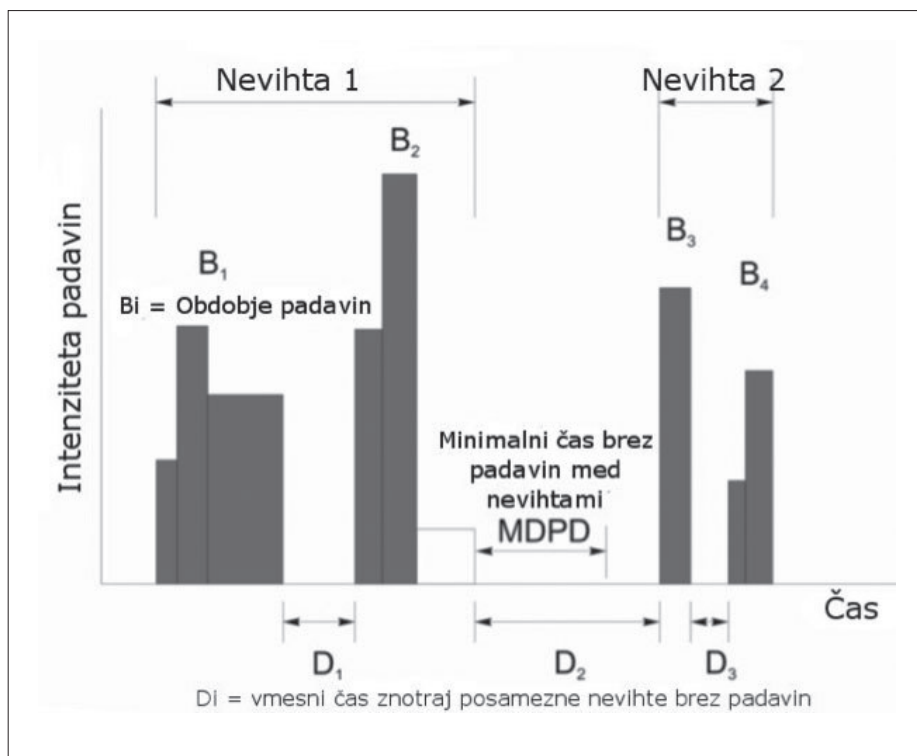 Nevihta 1
Nevihta 2
B₂
B₃
B₁
B₄
Bi = Obdobje padavin
Intenziteta padavin
Minimalni čas brez
padavin med
nevihtami
MDPD
Čas
D₁
D₂
D₃
Di = vmesni čas znotraj posamezne nevihte brez padavin